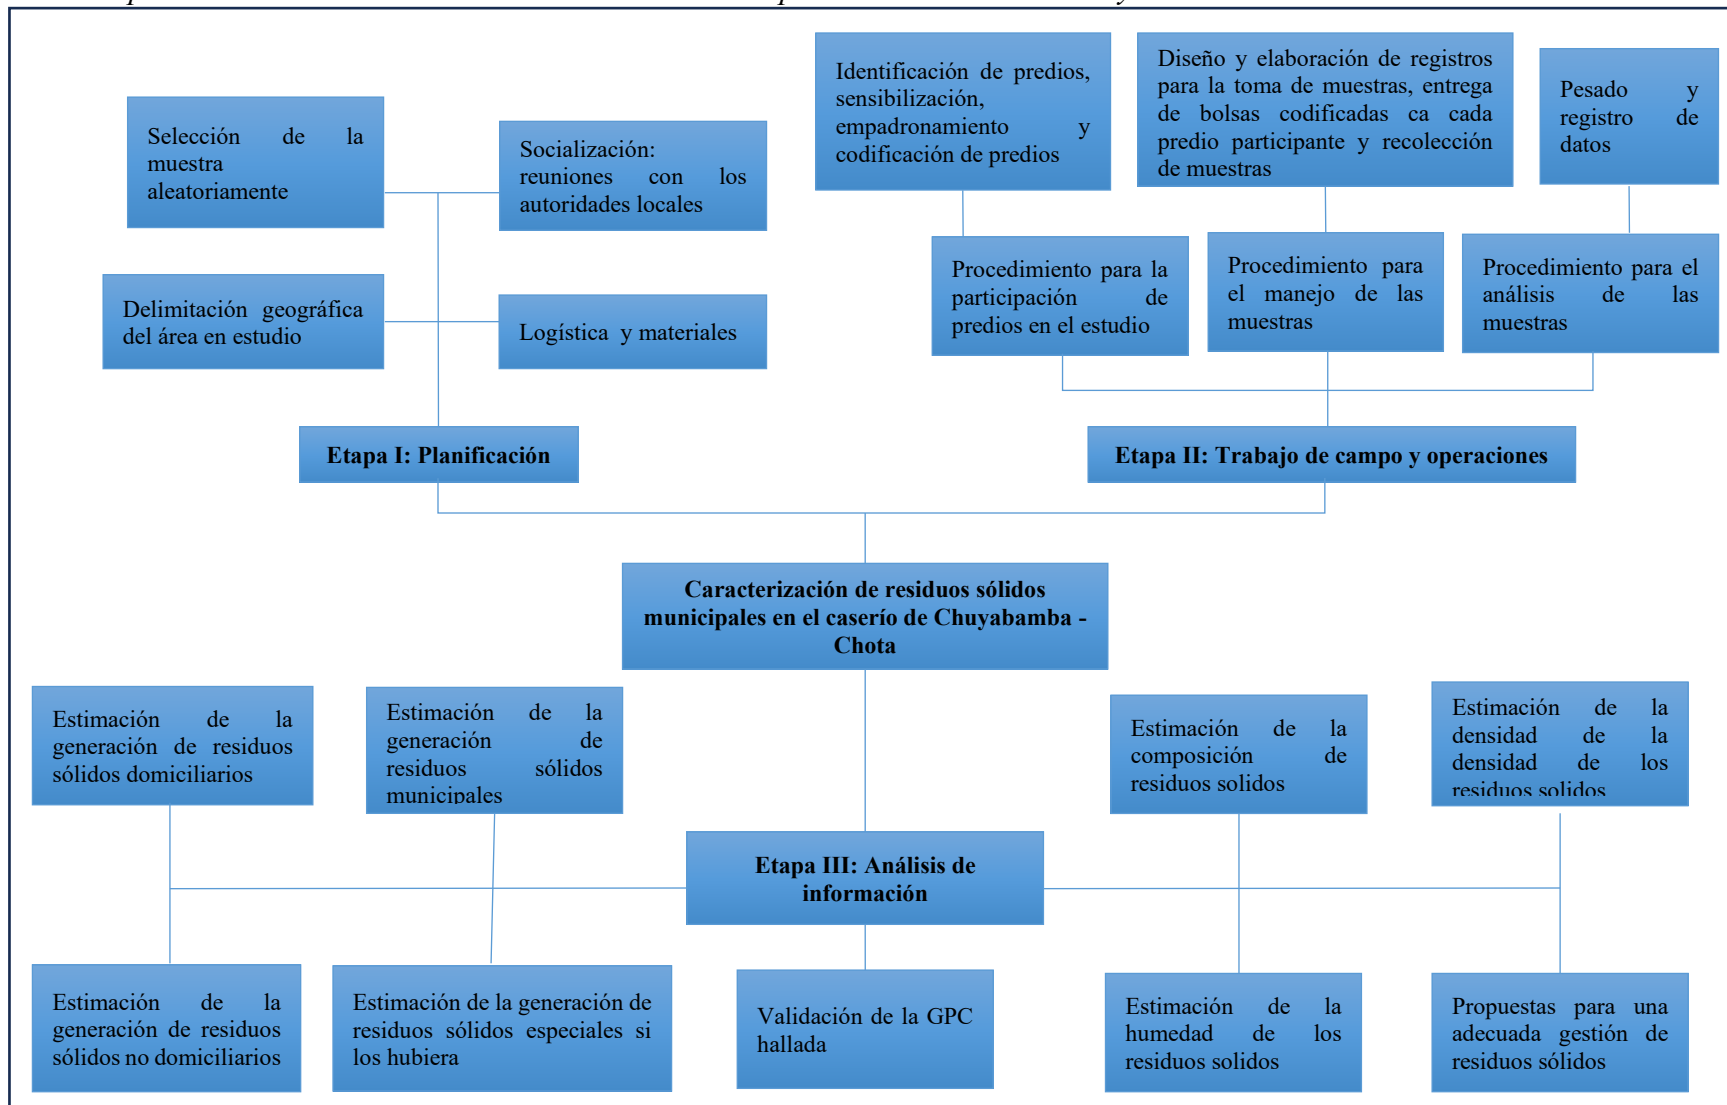 Selección de la
muestra
aleatoriamente
Socialización:
reuniones con los
autoridades locales
Delimitación geográfica
del área en estudio
Logística y materiales
Etapa I: Planificación
Identificación de predios,
sensibilización,
empadronamiento y
codificación de predios
Diseño y elaboración de registros
para la toma de muestras, entrega
de bolsas codificadas ca cada
predio participante y recolección
de muestras
Pesado y
registro de
datos
Procedimiento para la
participación de
predios en el estudio
Procedimiento para
el manejo de las
muestras
Procedimiento para el
análisis de las
muestras
Etapa II: Trabajo de campo y operaciones
Caracterización de residuos sólidos
municipales en el caserío de Chuyabamba -
Chota
Estimación de la
generación de residuos
sólidos domiciliarios
Estimación de la
generación de
residuos sólidos
municipales
Estimación de la
composición de
residuos solidos
Estimación de la
densidad de la
densidad de los
residuos solidos
Etapa III: Análisis de
información
Estimación de la
generación de residuos
sólidos no domiciliarios
Estimación de la generación de
residuos sólidos especiales si
los hubiera
Validación de la GPC
hallada
Estimación de la
humedad de los
residuos solidos
Propuestas para una
adecuada gestión de
residuos sólidos